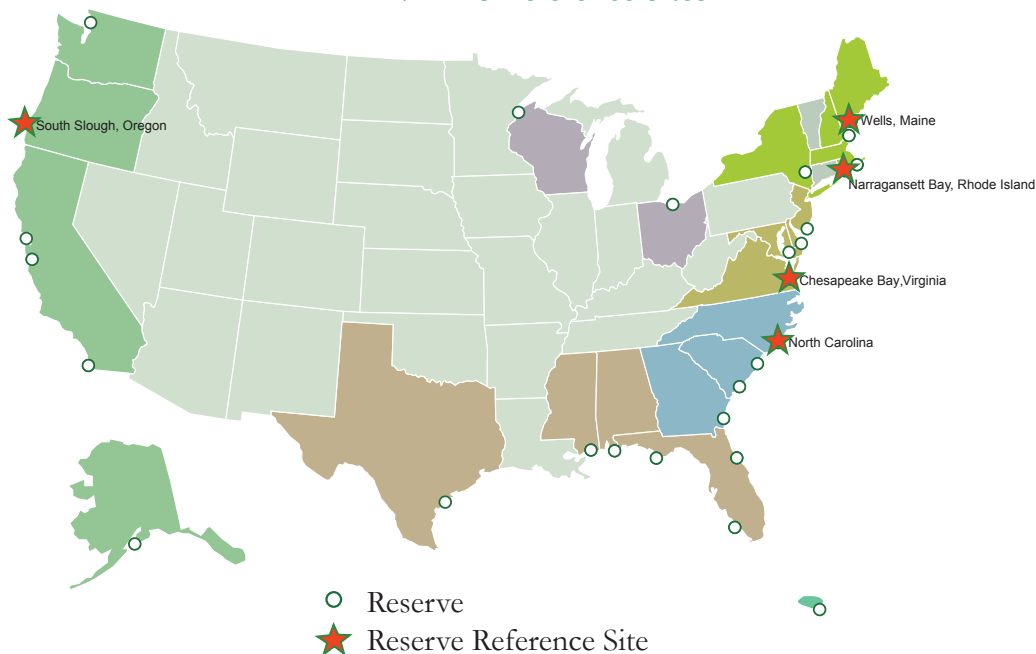 South Slough, Oregon
Wells, Maine
Narragansett Bay, Rhode Island
Chesapeake Bay,Virginia
North Carolina
Reserve
Reserve Reference Site